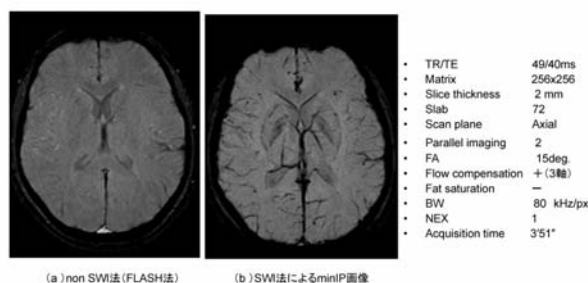 • TR/TE 49/40ms
• Matrix 256x256
• Slice thickness 2 mm
• Slab 72
• Scan plane Axial
• Parallel imaging 2
• FA 15deg.
• Flow compensation ＋(3軸)
• Fat saturation －
• BW 80 kHz/px
• NEX 1
• Acquisition time 3'51"
(a)non SWI法(FLASH法)
(b)SWI法によるminIP画像